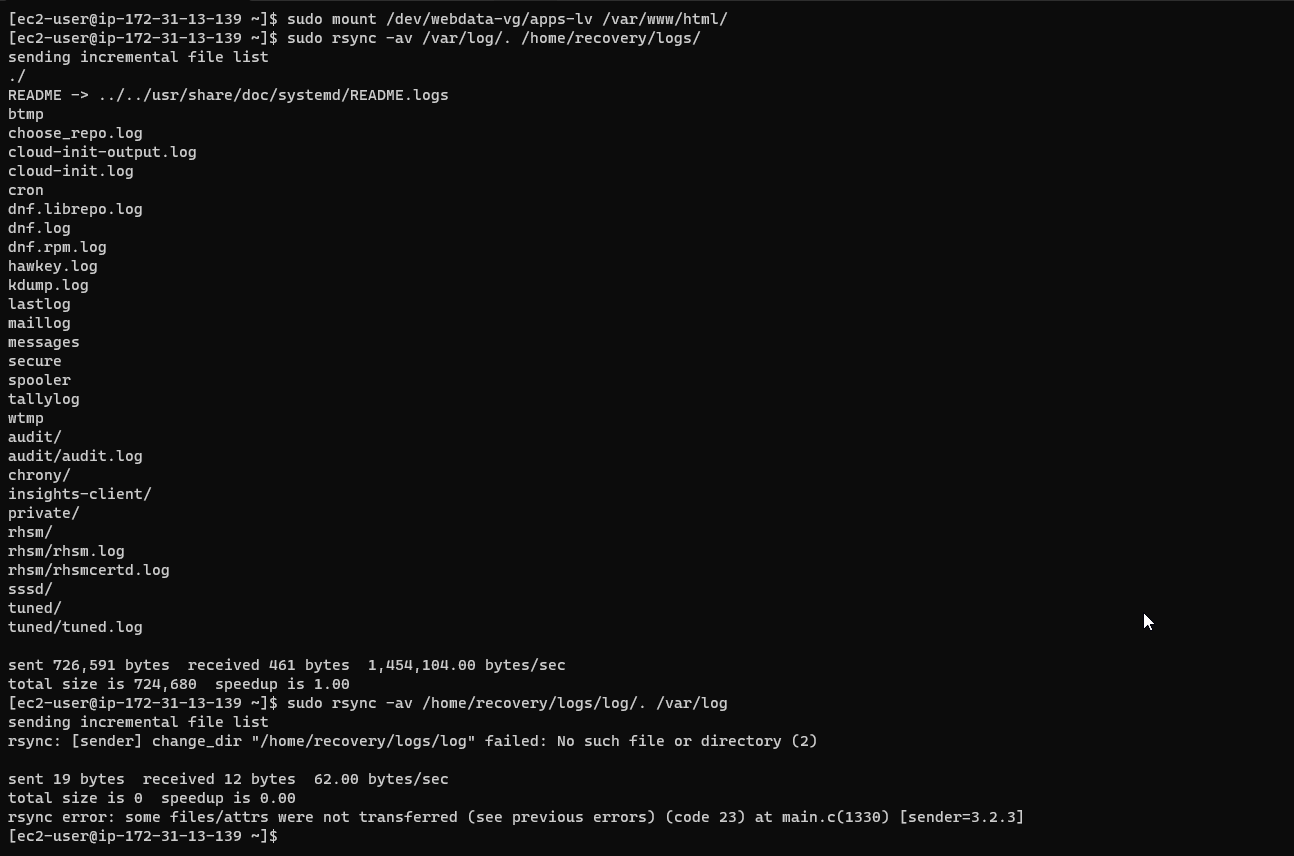 [ec2-user@ip-172-31-13-139 ~]$ sudo mount /dev/webdata-vg/apps-lv /var/www/html/
[ec2-user@ip-172-31-13-139 ~]$ sudo rsync -av /var/log/. /home/recovery/logs/
sending incremental file list
./
README -> ../../usr/share/doc/systemd/README.logs
btmp
choose_repo.log
cloud-init-output.log
cloud-init.log
cron
dnf.librepo.log
dnf.log
dnf.rpm.log
hawkey.log
kdump.log
lastlog
maillog
messages
secure
spooler
tallylog
wtmp
audit/
audit/audit.log
chrony/
insights-client/
private/
rhsm/
rhsm/rhsm.log
rhsm/rhsmcertd.log
sssd/
tuned/
tuned/tuned.log
sent 726,591 bytes  received 461 bytes  1,454,104.00 bytes/sec
total size is 724,680  speedup is 1.00
[ec2-user@ip-172-31-13-139 ~]$ sudo rsync -av /home/recovery/logs/log/. /var/log
sending incremental file list
rsync: [sender] change_dir "/home/recovery/logs/log" failed: No such file or directory (2)
sent 19 bytes  received 12 bytes  62.00 bytes/sec
total size is 0  speedup is 0.00
rsync error: some files/attrs were not transferred (see previous errors) (code 23) at main.c(1330) [sender=3.2.3]
[ec2-user@ip-172-31-13-139 ~]$